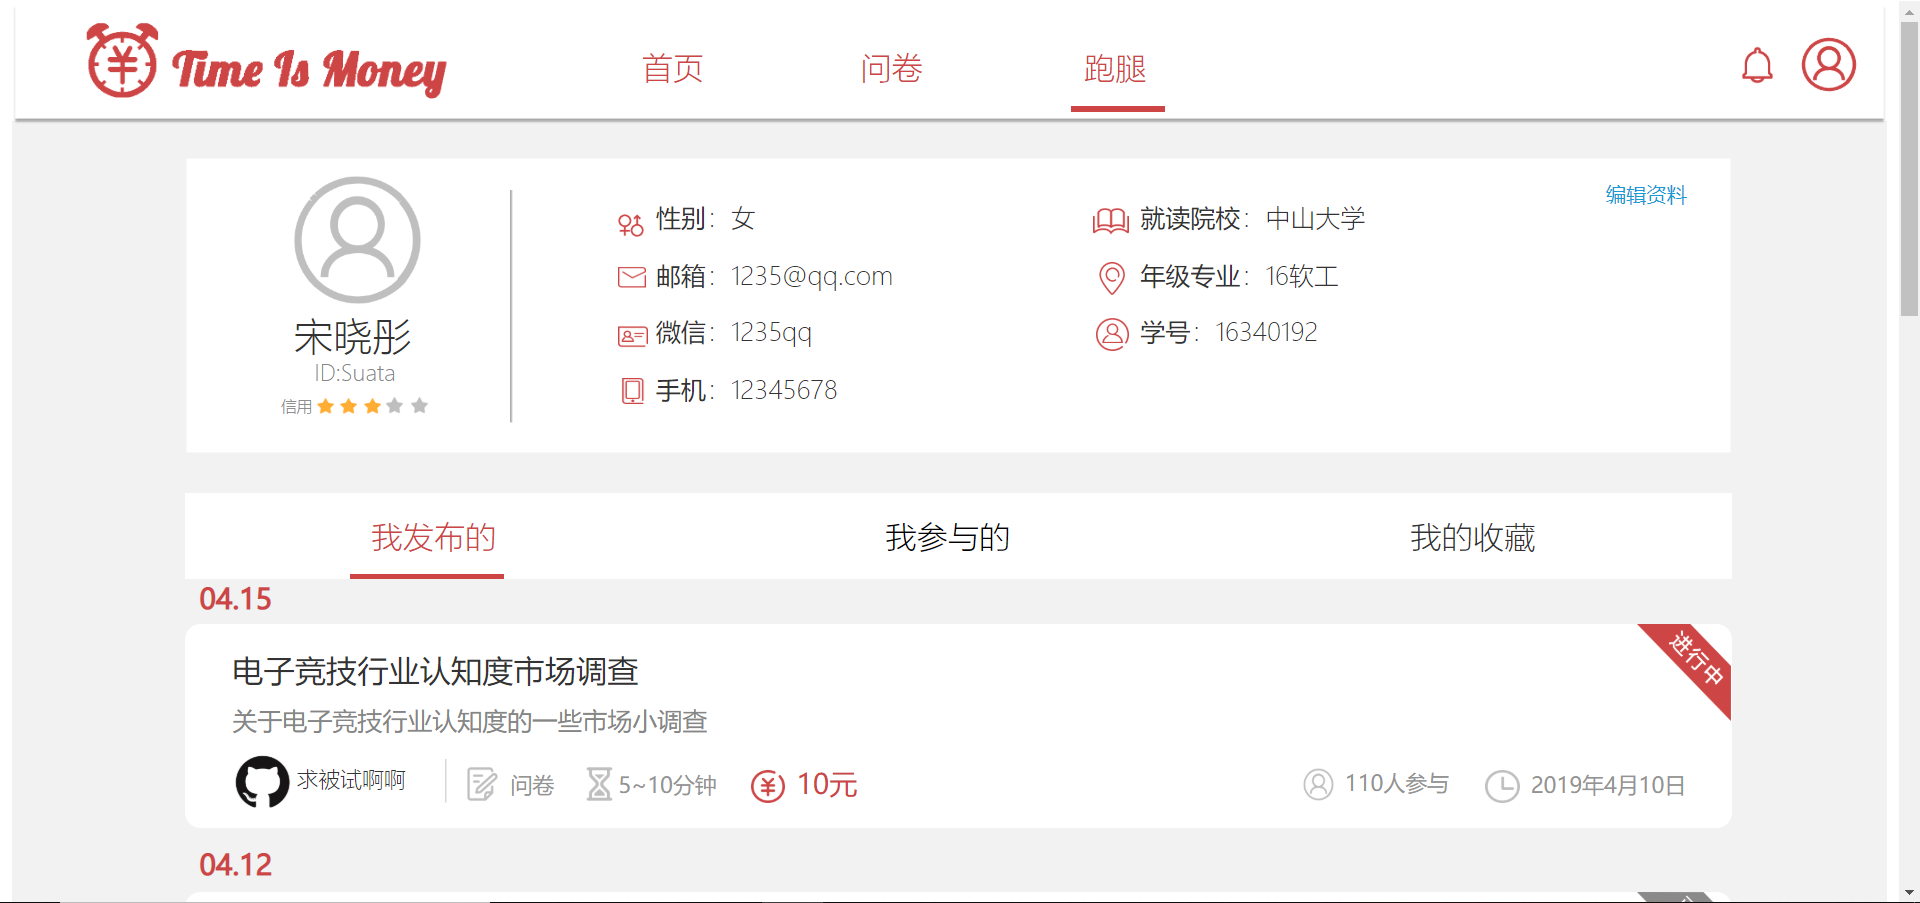 Time Is Money
首页
问卷
跑腿
宋晓彤
ID:Suata
信用
性别：女
邮箱：1235@qq.com
微信：1235qq
手机：12345678
就读院校：中山大学
年级专业：16软工
学号：16340192
编辑资料
我发布的
我参与的
我的收藏
04.15
进行中
电子竞技行业认知度市场调查
关于电子竞技行业认知度的一些市场小调查
求被试啊啊
问卷
5~10分钟
10元
110人参与
2019年4月10日
04.12